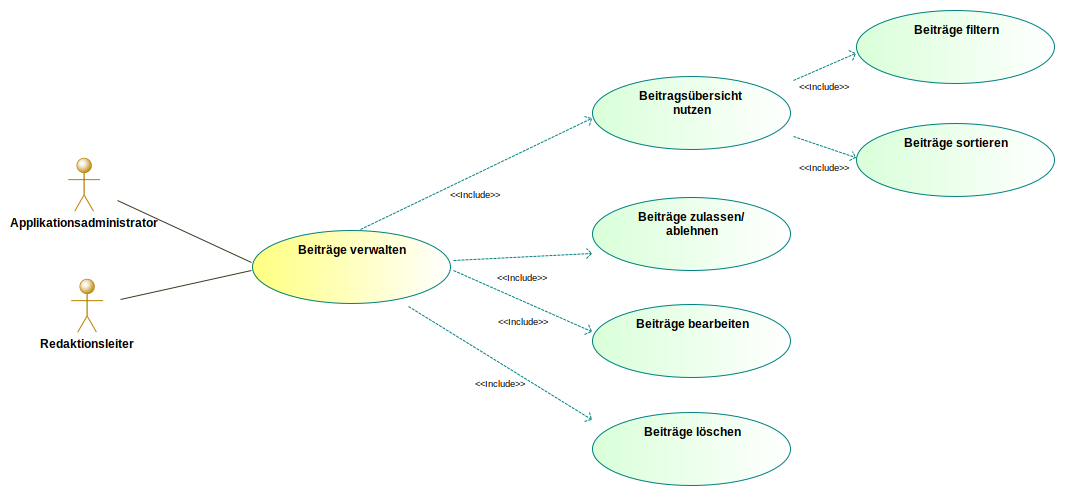 Beiträge filtern
<<Include>>
Beitragsübersicht
nutzen
Beiträge sortieren
<<Include>>
<<Include>>
Applikationsadministrator
Beiträge zulassen/
ablehnen
Beiträge verwalten
<<Include>>
<<Include>>
Beiträge bearbeiten
Redaktionsleiter
<<Include>>
Beiträge löschen